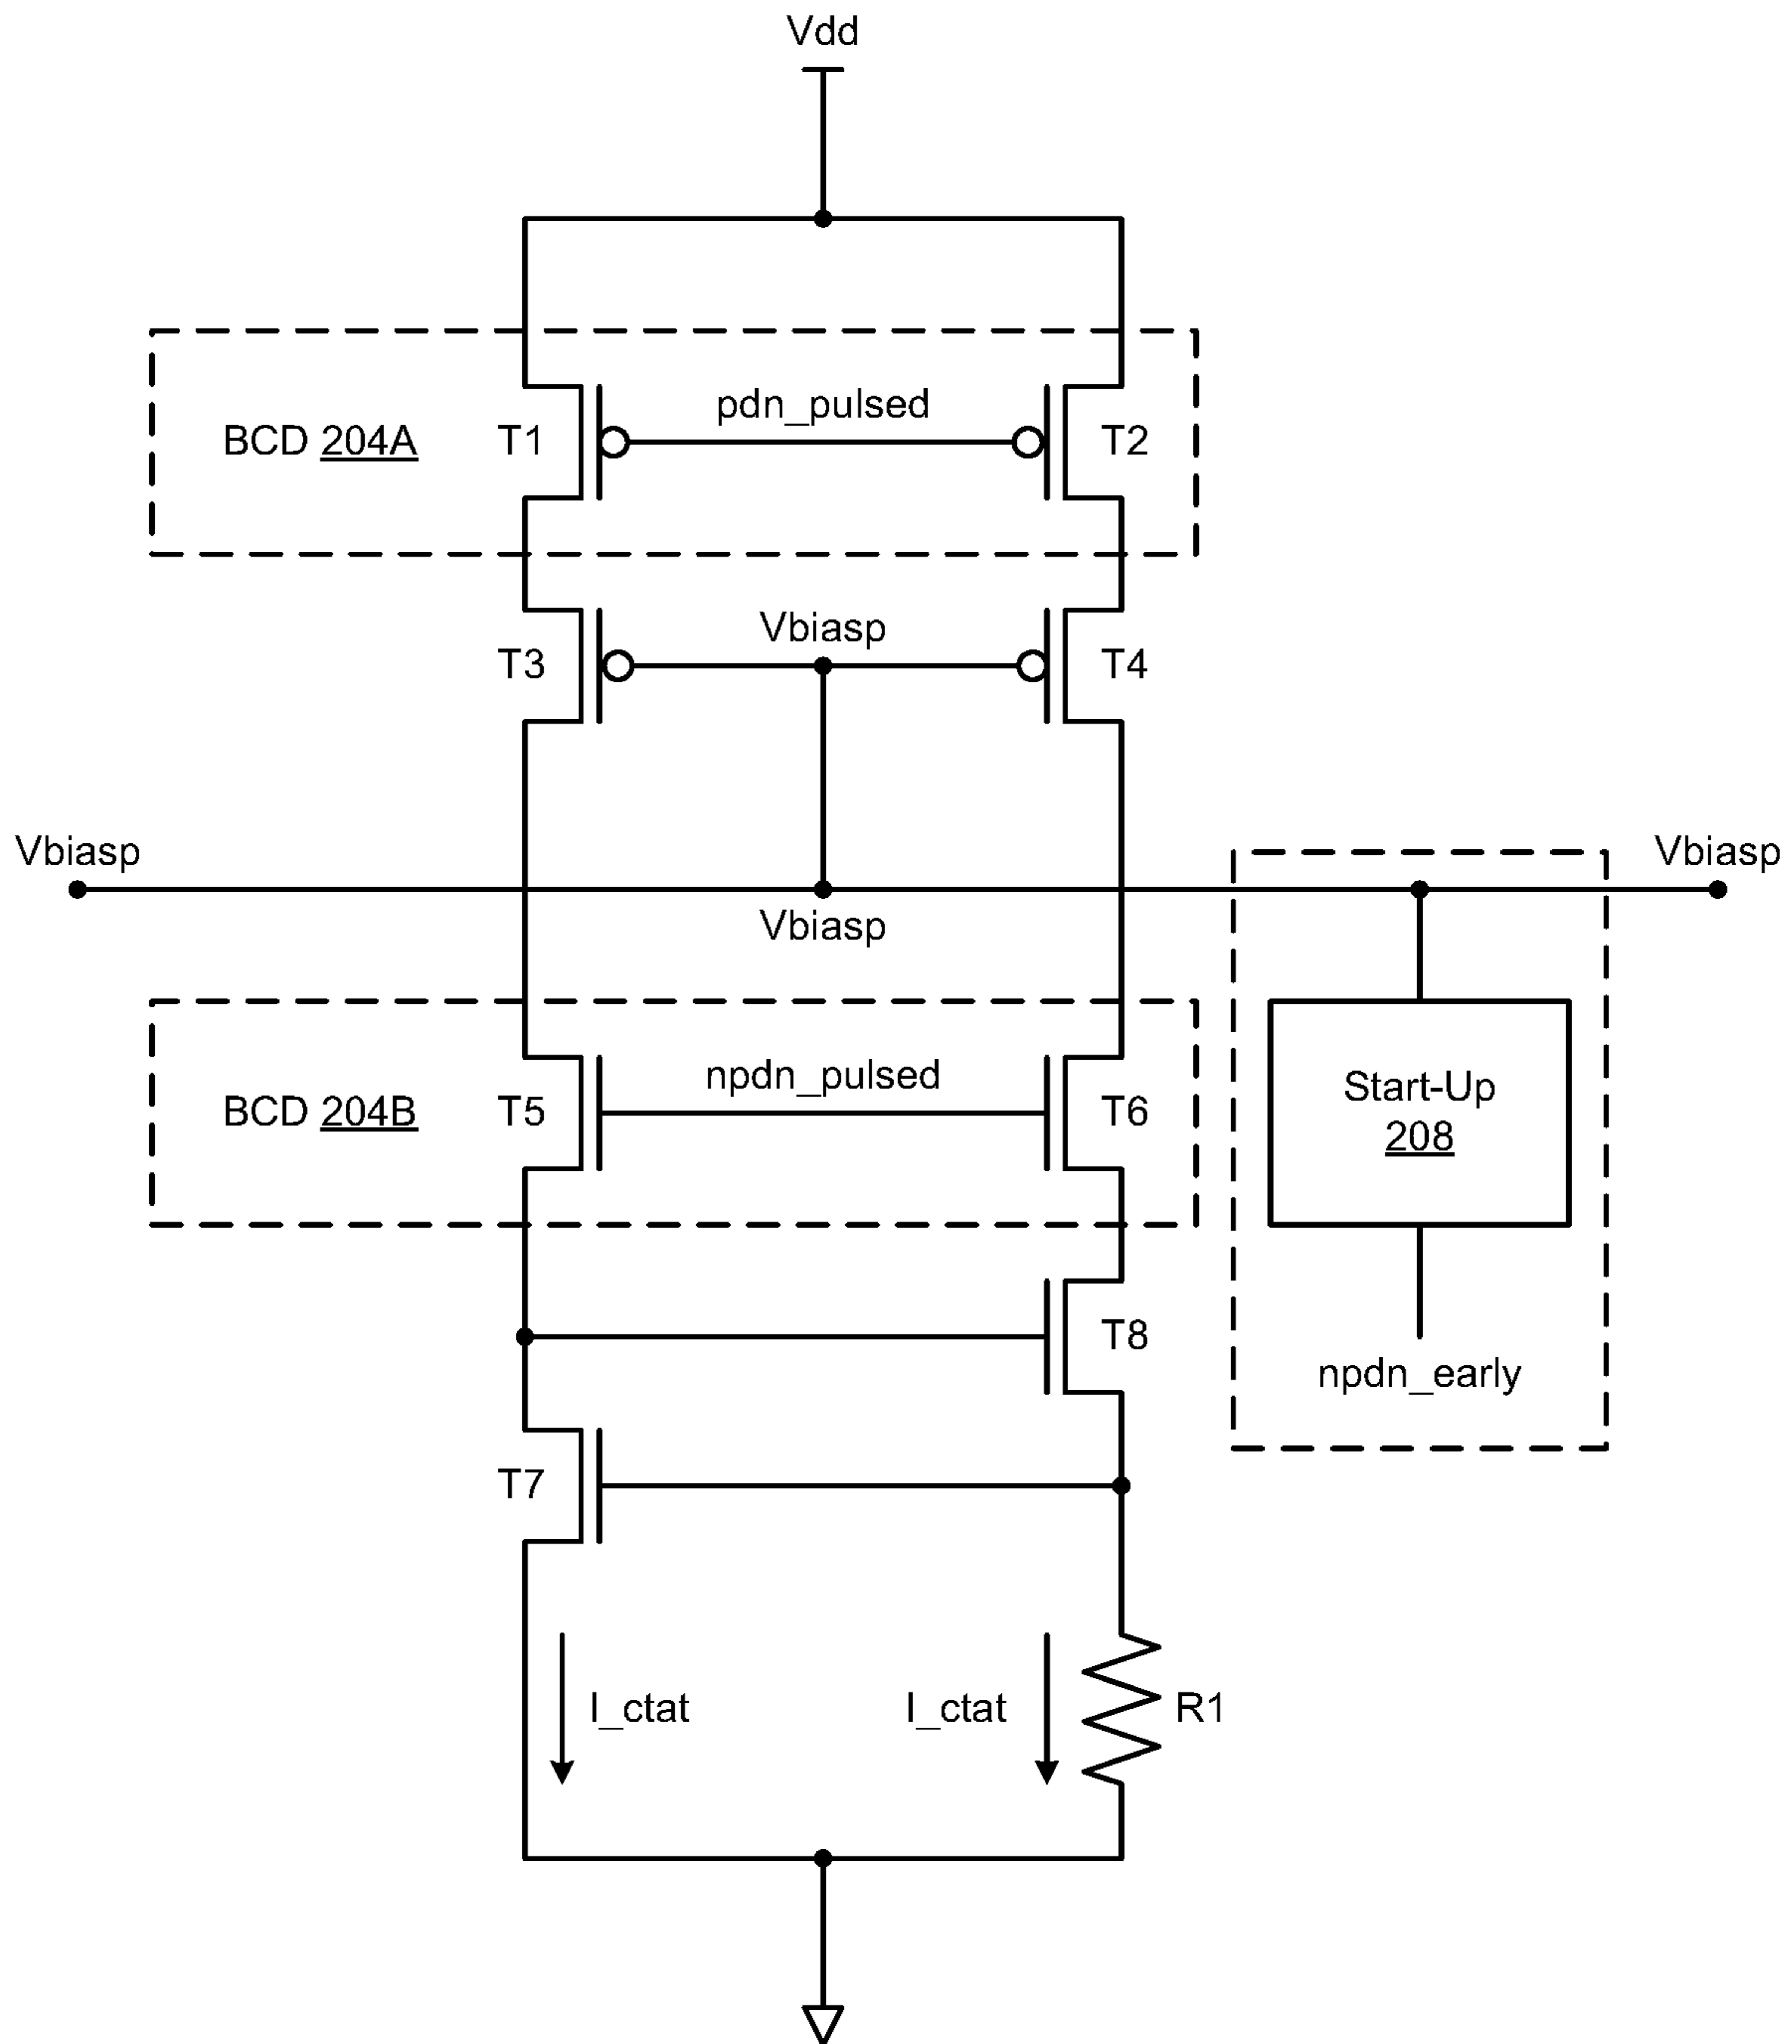 Vdd
pdn_pulsed
BCD 204A
T1
T2
Vbiasp
T3
T4
Vbiasp
Vbiasp
Vbiasp
npdn_pulsed
BCD 204B
T5
T6
Start-Up
208
T8
npdn_early
T7
I_ctat
I_ctat
R1